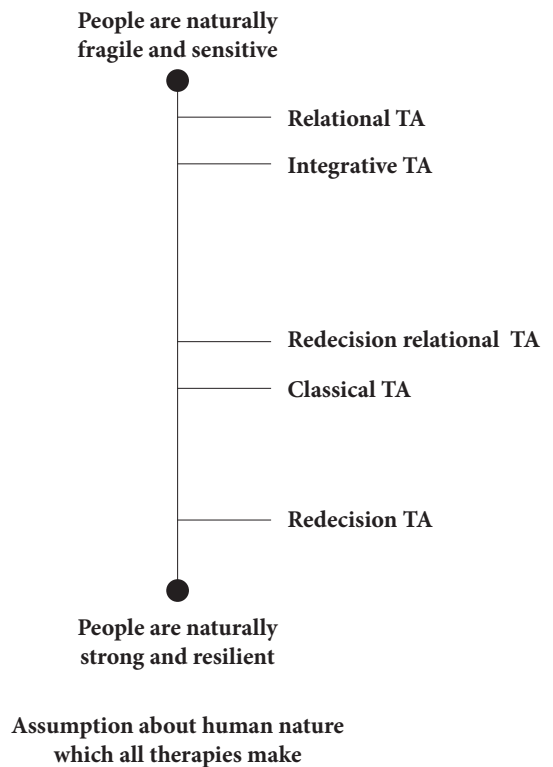 People are naturally
fragile and sensitive
Relational TA
Integrative TA
Redecision relational TA
Classical TA
Redecision TA
People are naturally
strong and resilient
Assumption about human nature
which all therapies make